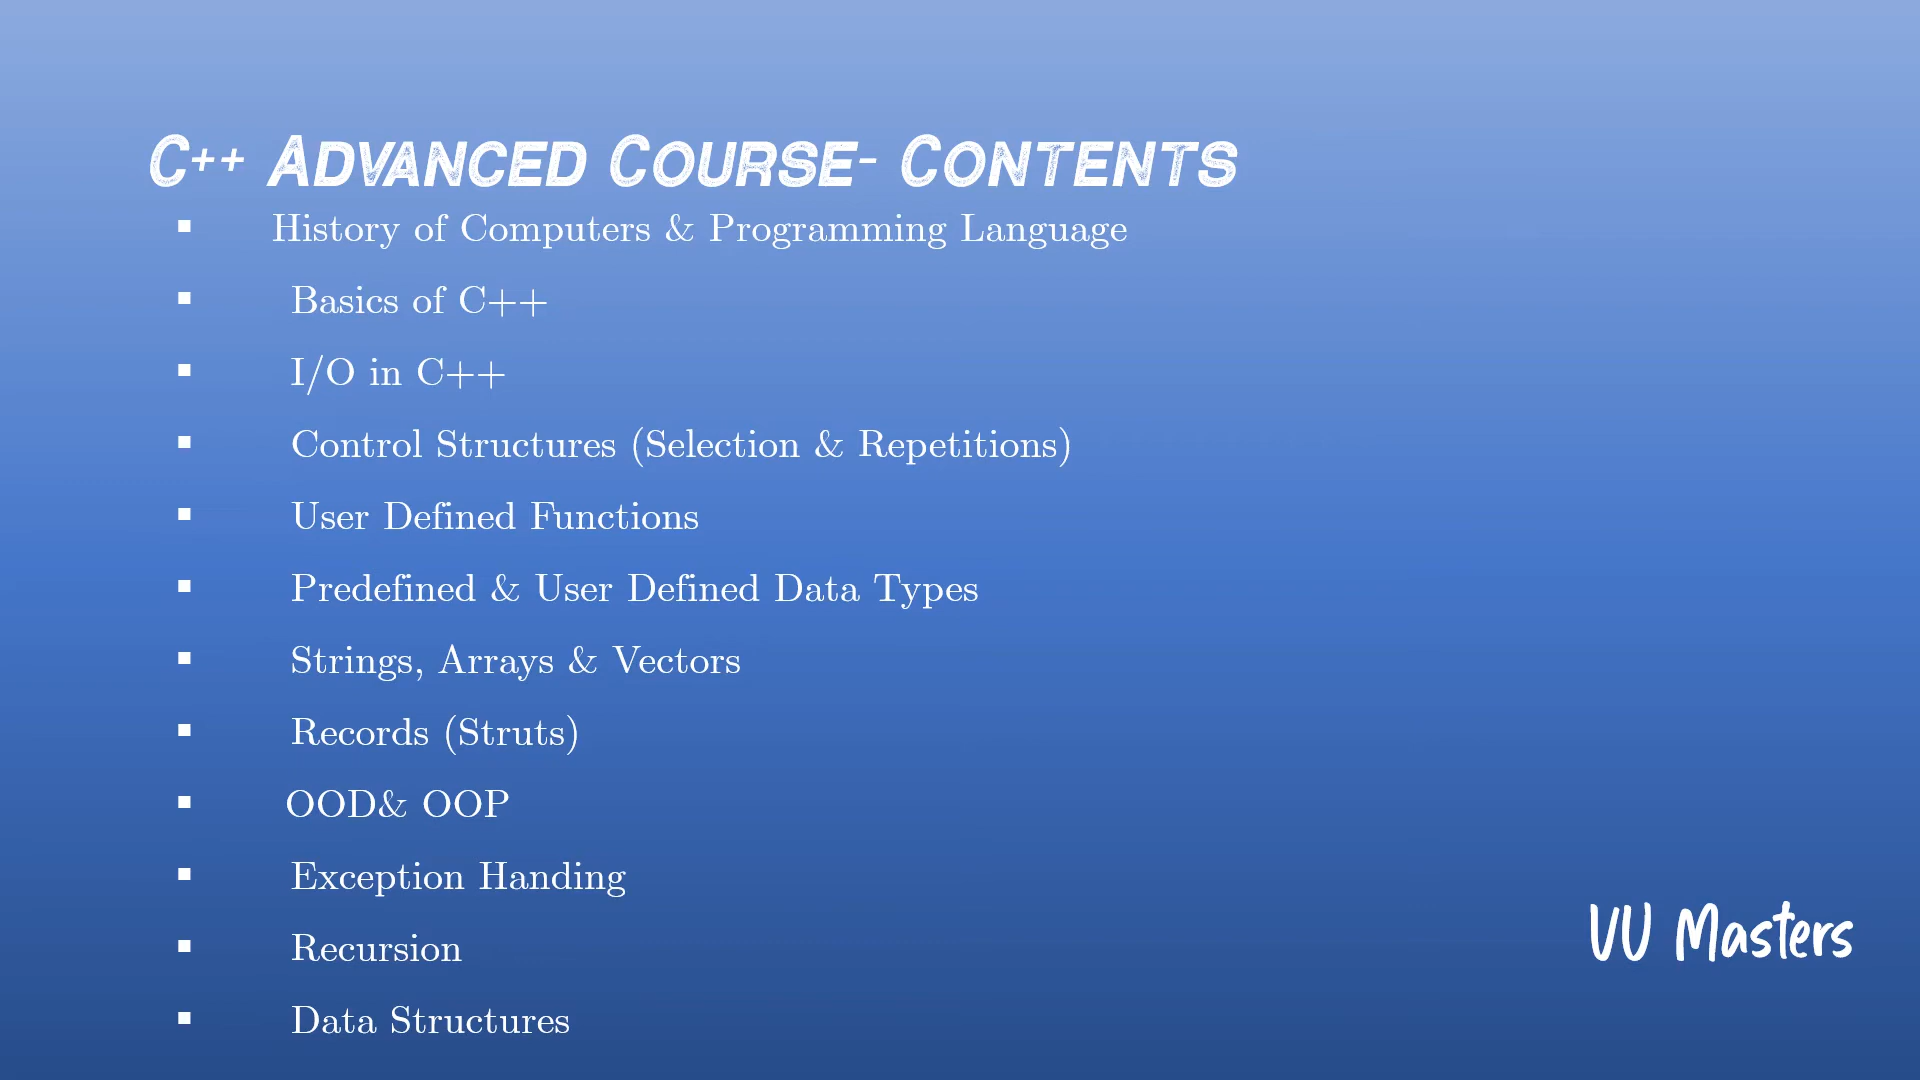 C++ ADVANCED COURSE- CONTENTS
▪ History of Computers & Programming Language
▪ Basics of C++
▪ I/O in C++
▪ Control Structures (Selection & Repetitions)
▪ User Defined Functions
▪ Predefined & User Defined Data Types
▪ Strings, Arrays & Vectors
▪ Records (Struts)
▪ OOD& OOP
▪ Exception Handing
▪ Recursion
▪ Data Structures
VU Masters